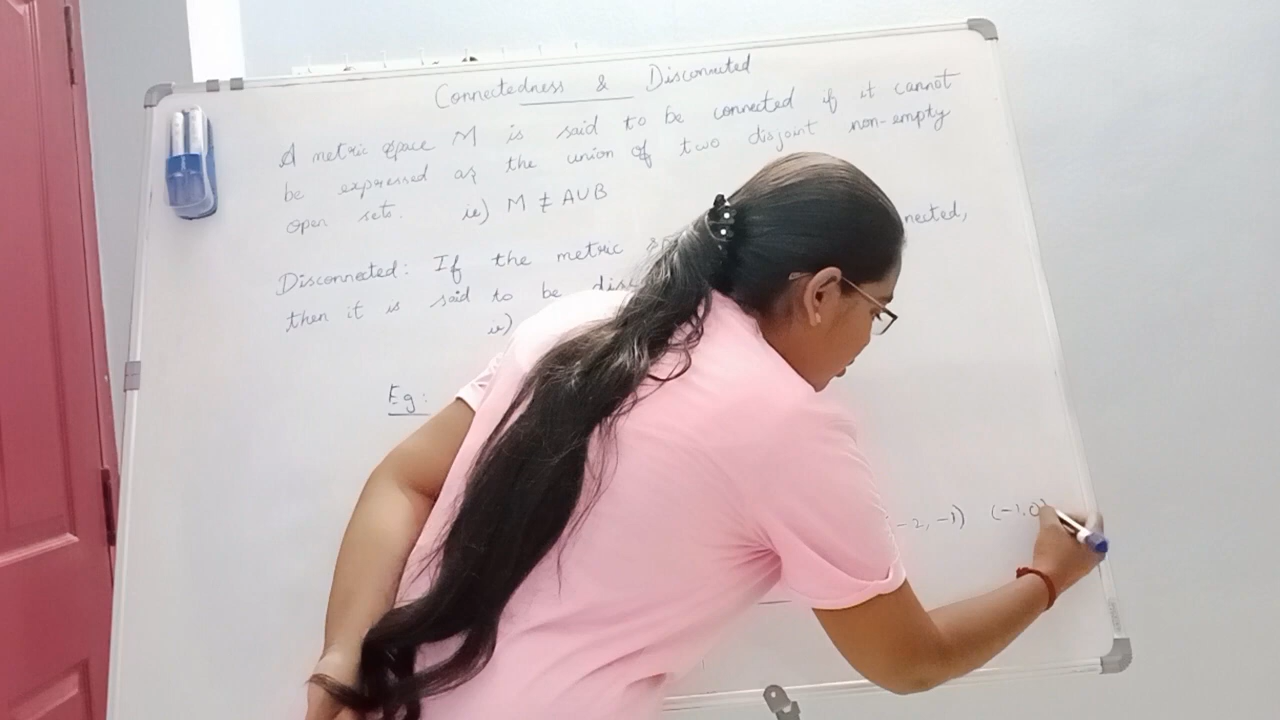 Connectedness & Disconnected
A metric space M is said to be connected if it cannot
be expressed as the union of two disjoint non-empty
open sets. ie) M ≠ A∪B
Disconnected: If the metric nnected,
then it is said to be disc
ie)
Eg:
-2, -1) (-1, 0)